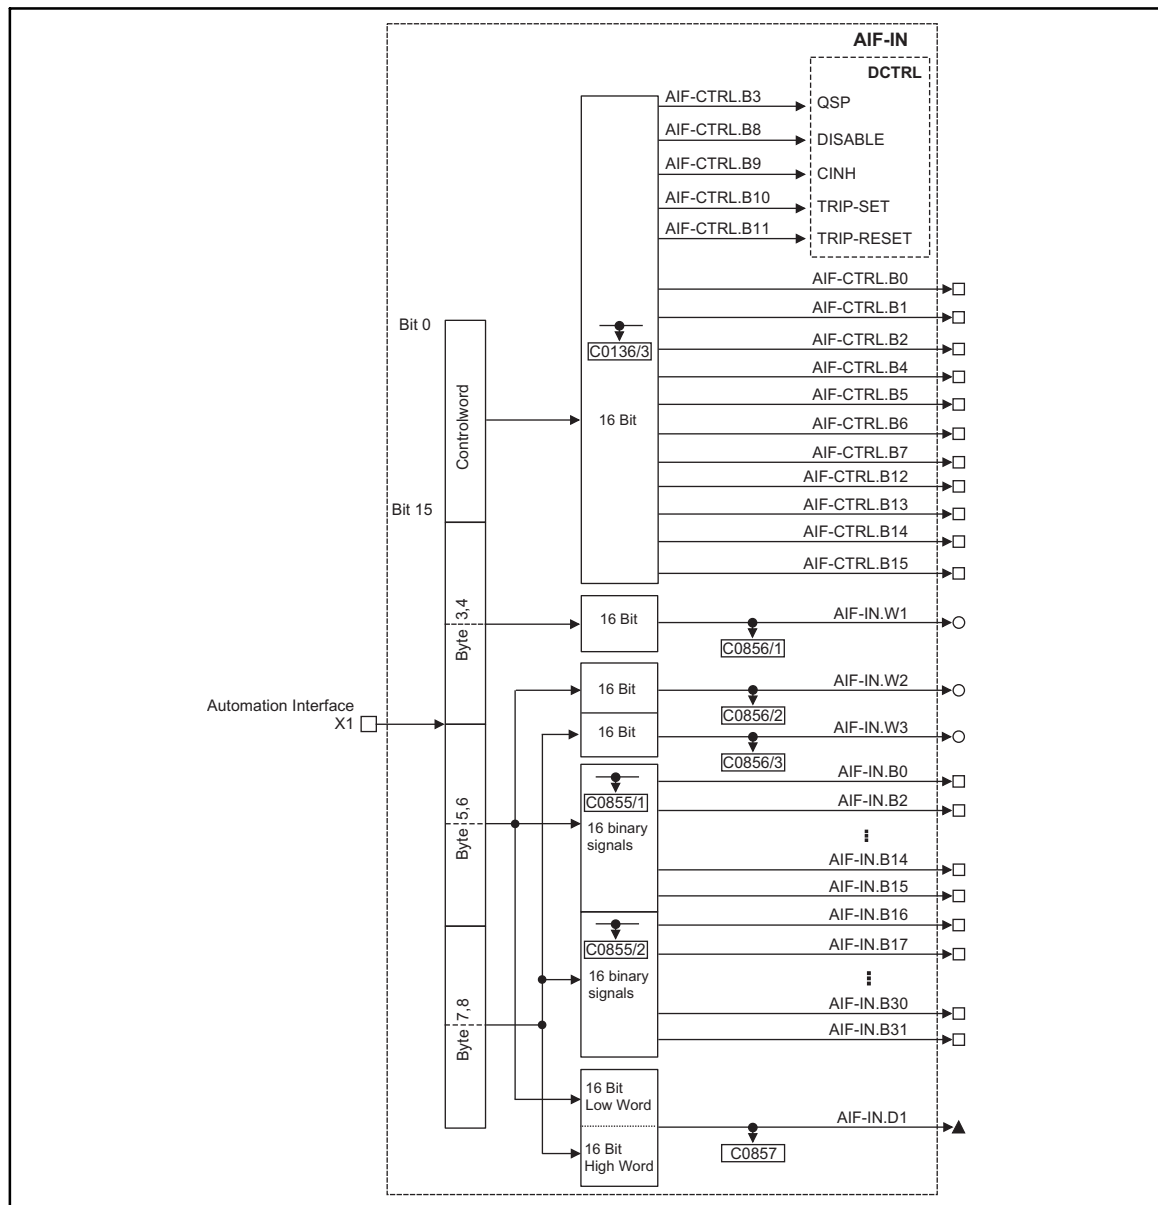 AIF-IN
DCTRL
AIF-CTRL.B3
QSP
AIF-CTRL.B8
DISABLE
AIF-CTRL.B9
CINH
AIF-CTRL.B10
TRIP-SET
AIF-CTRL.B11
TRIP-RESET
AIF-CTRL.B0
AIF-CTRL.B1
AIF-CTRL.B2
AIF-CTRL.B4
AIF-CTRL.B5
AIF-CTRL.B6
AIF-CTRL.B7
AIF-CTRL.B12
AIF-CTRL.B13
AIF-CTRL.B14
AIF-CTRL.B15
Bit 0
Controlword
Bit 15
C0136/3
16 Bit
Byte 3,4
16 Bit
AIF-IN.W1
C0856/1
Automation Interface
X1
16 Bit
AIF-IN.W2
C0856/2
16 Bit
AIF-IN.W3
C0856/3
Byte 5,6
C0855/1
16 binary
signals
AIF-IN.B0
AIF-IN.B2
AIF-IN.B14
AIF-IN.B15
Byte 7,8
C0855/2
16 binary
signals
AIF-IN.B16
AIF-IN.B17
AIF-IN.B30
AIF-IN.B31
16 Bit
Low Word
16 Bit
High Word
AIF-IN.D1
C0857